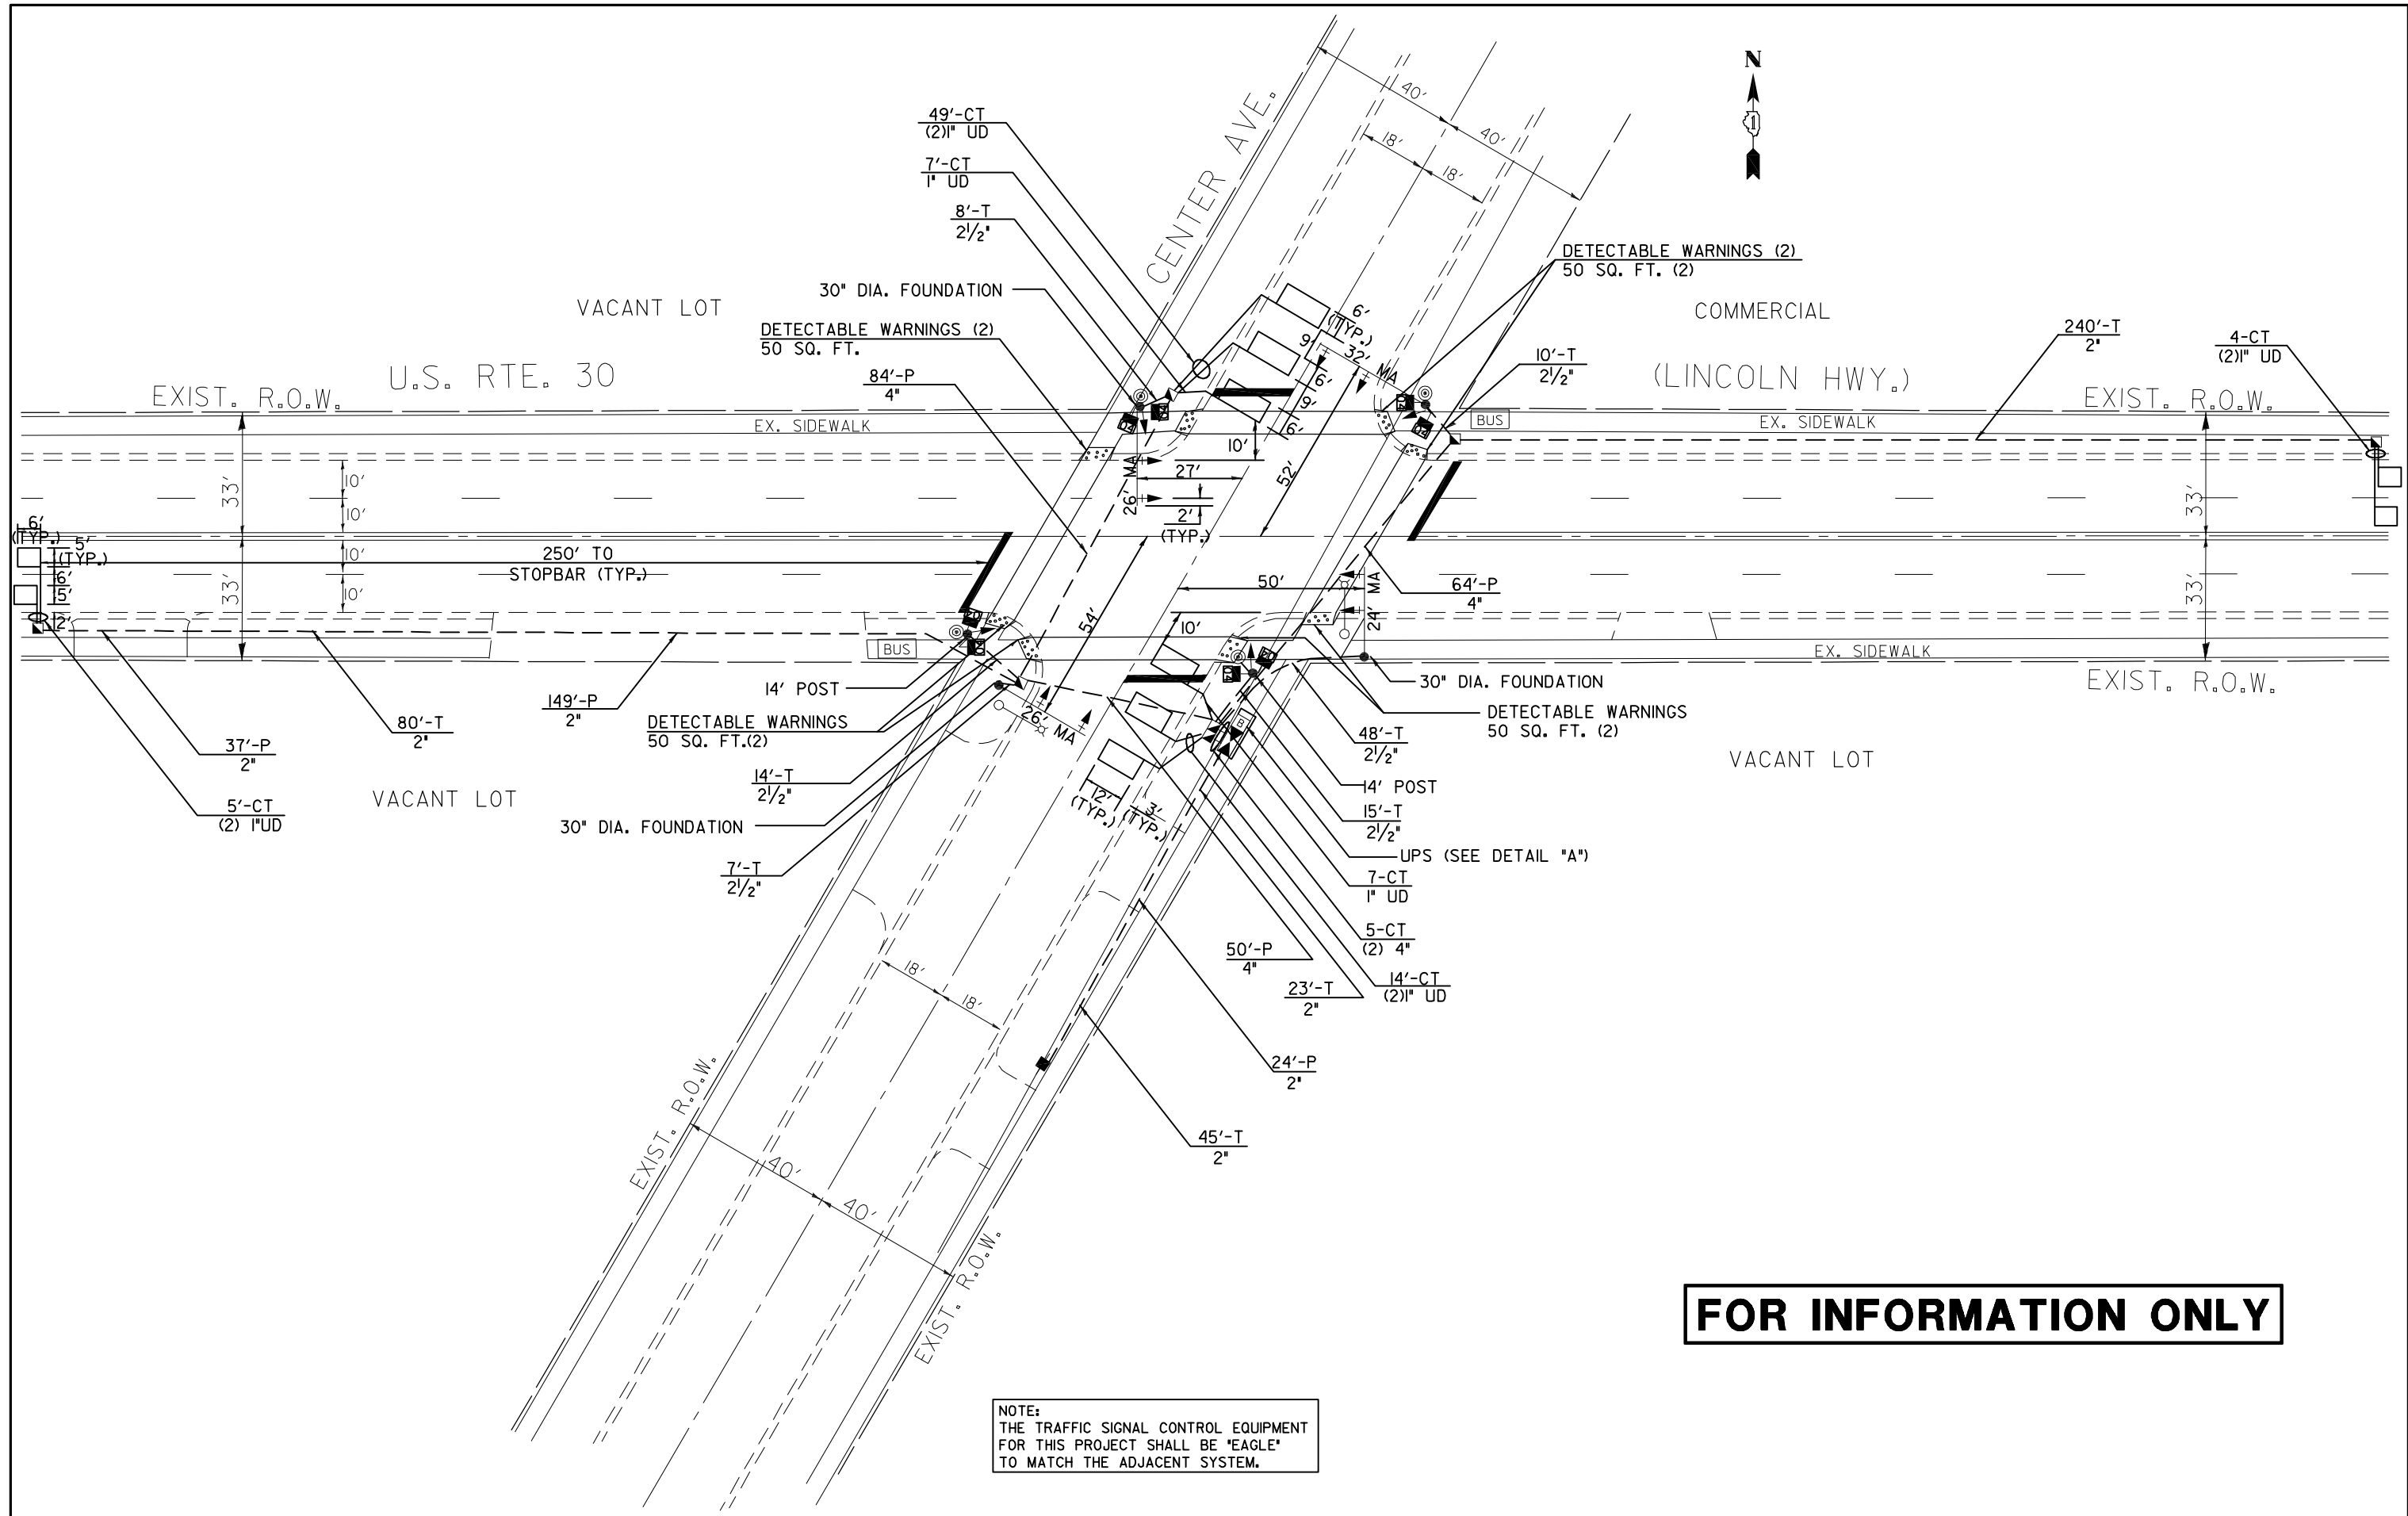 N
1
CENTER AVE.
40'
40'
18'
18'
49'-CT
(2)1" UD
7'-CT
1" UD
8'-T
2 1/2"
30" DIA. FOUNDATION
VACANT LOT
DETECTABLE WARNINGS (2)
50 SQ. FT.
DETECTABLE WARNINGS (2)
50 SQ. FT. (2)
COMMERCIAL
U.S. RTE. 30
(LINCOLN HWY.)
EXIST. R.O.W.
EXIST. R.O.W.
84'-P
4"
10'-T
2 1/2"
240'-T
2"
4-CT
(2)1" UD
6'
(TYP.)
9'
32' MA
6'
9'
6'
EX. SIDEWALK
BUS
EX. SIDEWALK
10'
27'
26' MA
2'
(TYP.)
52'
33'
10'
10'
10'
10'
33'
33'
33'
6'
(TYP.)
5'
(TYP.)
6'
5'
2'
250' TO
STOPBAR (TYP.)
50'
24' MA
64'-P
4"
54'
10'
BUS
EX. SIDEWALK
EXIST. R.O.W.
14' POST
30" DIA. FOUNDATION
149'-P
2"
80'-T
2"
37'-P
2"
DETECTABLE WARNINGS
50 SQ. FT.(2)
26' MA
B
DETECTABLE WARNINGS
50 SQ. FT. (2)
48'-T
2 1/2"
VACANT LOT
14' POST
14'-T
2 1/2"
VACANT LOT
5'-CT
(2) 1"UD
12'
(TYP.)
3'
(TYP.)
15'-T
2 1/2"
30" DIA. FOUNDATION
UPS (SEE DETAIL "A")
7'-T
2 1/2"
7-CT
1" UD
5-CT
(2) 4"
50'-P
4"
14'-CT
(2)1" UD
23'-T
2"
18'
18'
24'-P
2"
45'-T
2"
EXIST. R.O.W.
40'
40'
EXIST. R.O.W.
FOR INFORMATION ONLY
NOTE:
THE TRAFFIC SIGNAL CONTROL EQUIPMENT
FOR THIS PROJECT SHALL BE "EAGLE"
TO MATCH THE ADJACENT SYSTEM.